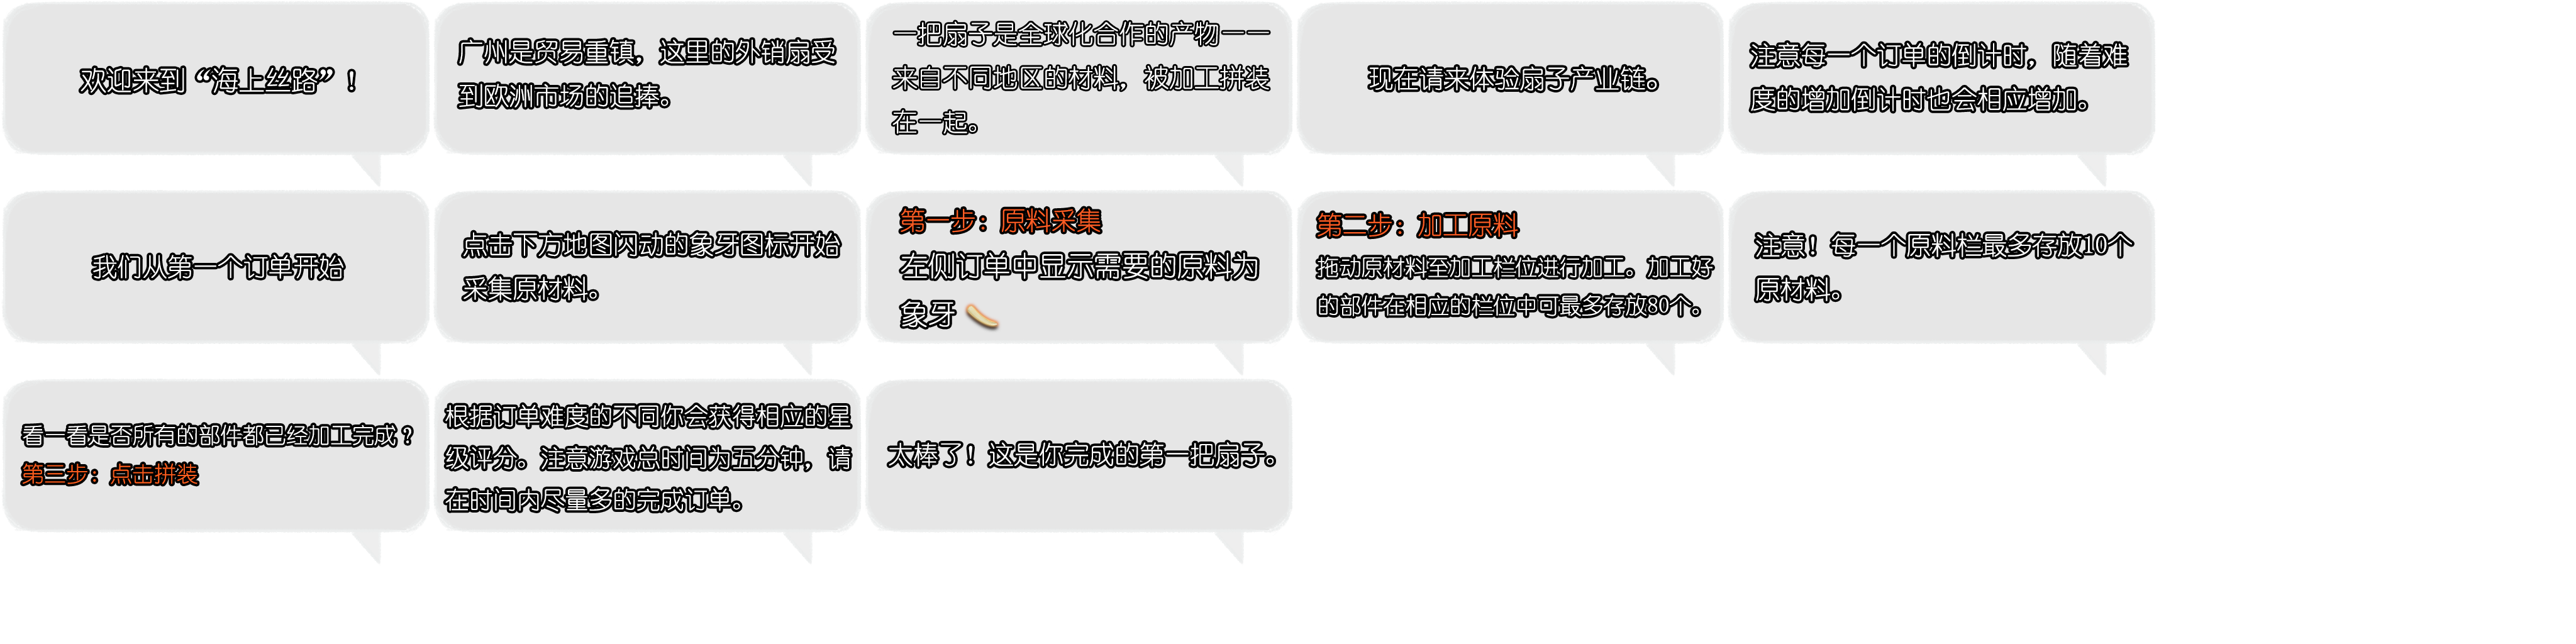 欢迎来到“海上丝路”！
广州是贸易重镇，这里的外销扇受
到欧洲市场的追捧。
一把扇子是全球化合作的产物一一
来自不同地区的材料，被加工拼装
在一起。
现在请来体验扇子产业链。
注意每一个订单的倒计时，随着难
度的增加倒计时也会相应增加。
我们从第一个订单开始
点击下方地图闪动的象牙图标开始
采集原材料。
第一步：原料采集
左侧订单中显示需要的原料为
象牙
第二步：加工原料
拖动原材料至加工栏位进行加工。加工好
的部件在相应的栏位中可最多存放80个。
注意！每一个原料栏最多存放10个
原材料。
看一看是否所有的部件都已经加工完成？
第三步：点击拼装
根据订单难度的不同你会获得相应的星
级评分。注意游戏总时间为五分钟，请
在时间内尽量多的完成订单。
太棒了！这是你完成的第一把扇子。